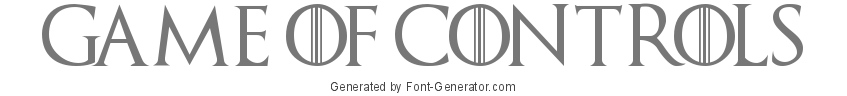 GAME OF CONTROLS
Generated by Font-Generator.com